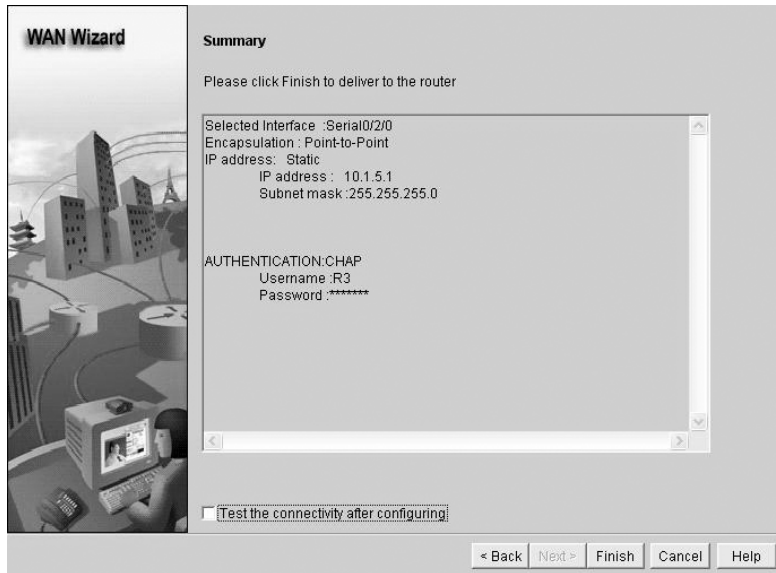 WAN Wizard
Summary
Please click Finish to deliver to the router
Selected Interface :Serial0/2/0
Encapsulation : Point-to-Point
IP address: Static
IP address : 10.1.5.1
Subnet mask :255.255.255.0
AUTHENTICATION:CHAP
Username :R3
Password :*******
Test the connectivity after configuring
< Back
Next >
Finish
Cancel
Help